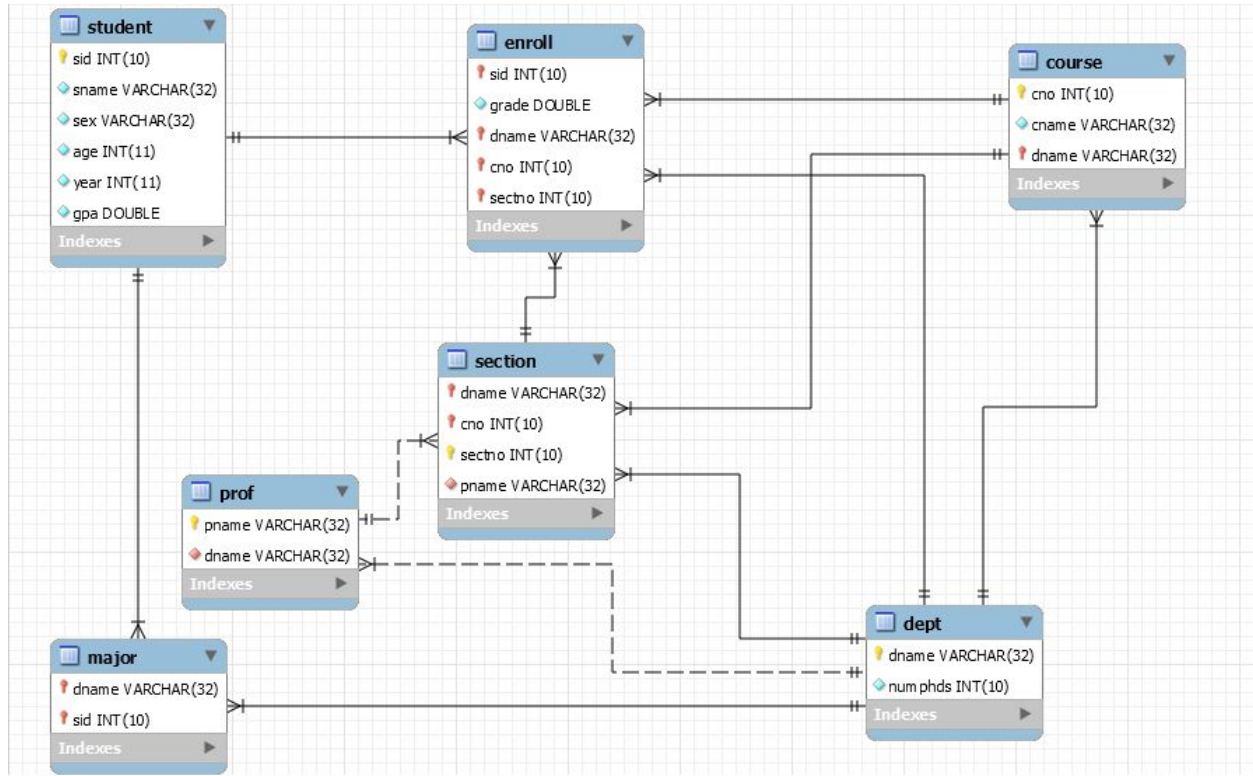 student
sid INT(10)
sname VARCHAR(32)
sex VARCHAR(32)
age INT(11)
year INT(11)
gpa DOUBLE
Indexes
enroll
sid INT(10)
grade DOUBLE
dname VARCHAR(32)
cno INT(10)
sectno INT(10)
Indexes
course
cno INT(10)
cname VARCHAR(32)
dname VARCHAR(32)
Indexes
section
dname VARCHAR(32)
cno INT(10)
sectno INT(10)
pname VARCHAR(32)
Indexes
prof
pname VARCHAR(32)
dname VARCHAR(32)
Indexes
dept
dname VARCHAR(32)
numphds INT(10)
Indexes
major
dname VARCHAR(32)
sid INT(10)
Indexes